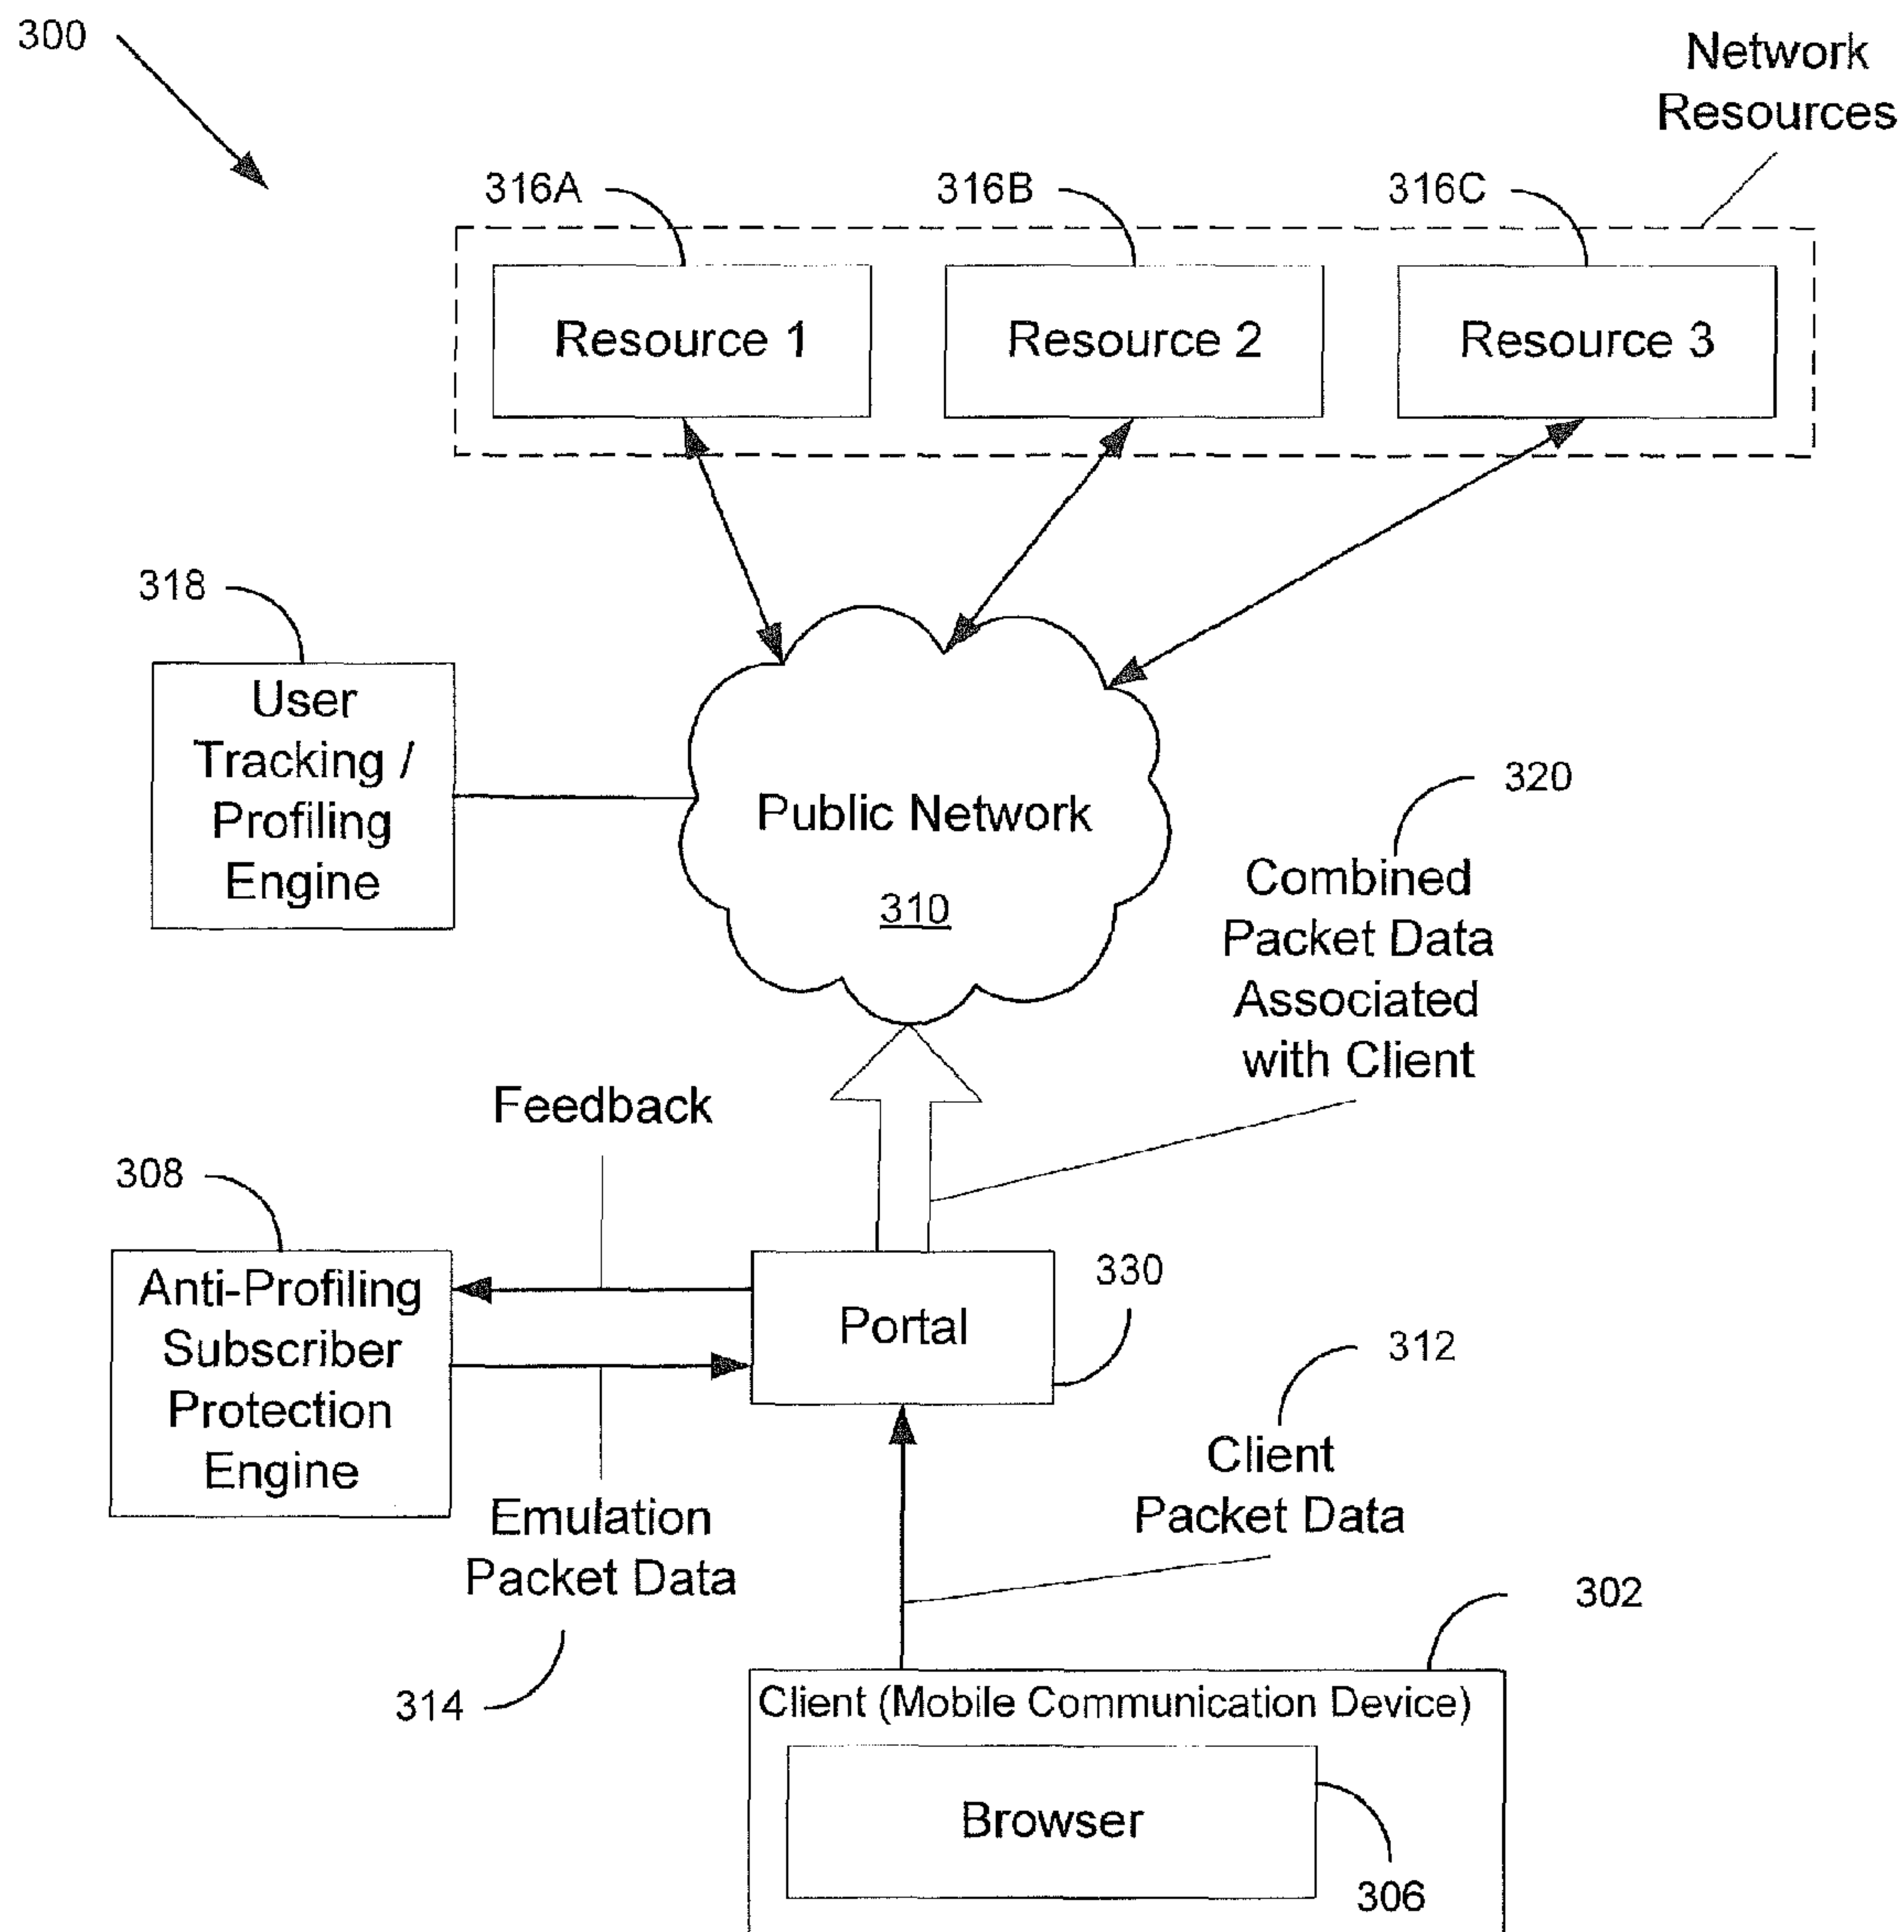 300
Network
Resources
316A
316B
316C
Resource 1
Resource 2
Resource 3
318
User
Tracking /
Profiling
Engine
Public Network
310
320
Combined
Packet Data
Associated
with Client
Feedback
308
Anti-Profiling
Subscriber
Protection
Engine
Portal
330
312
Client
Packet Data
Emulation
Packet Data
314
302
Client (Mobile Communication Device)
Browser
306